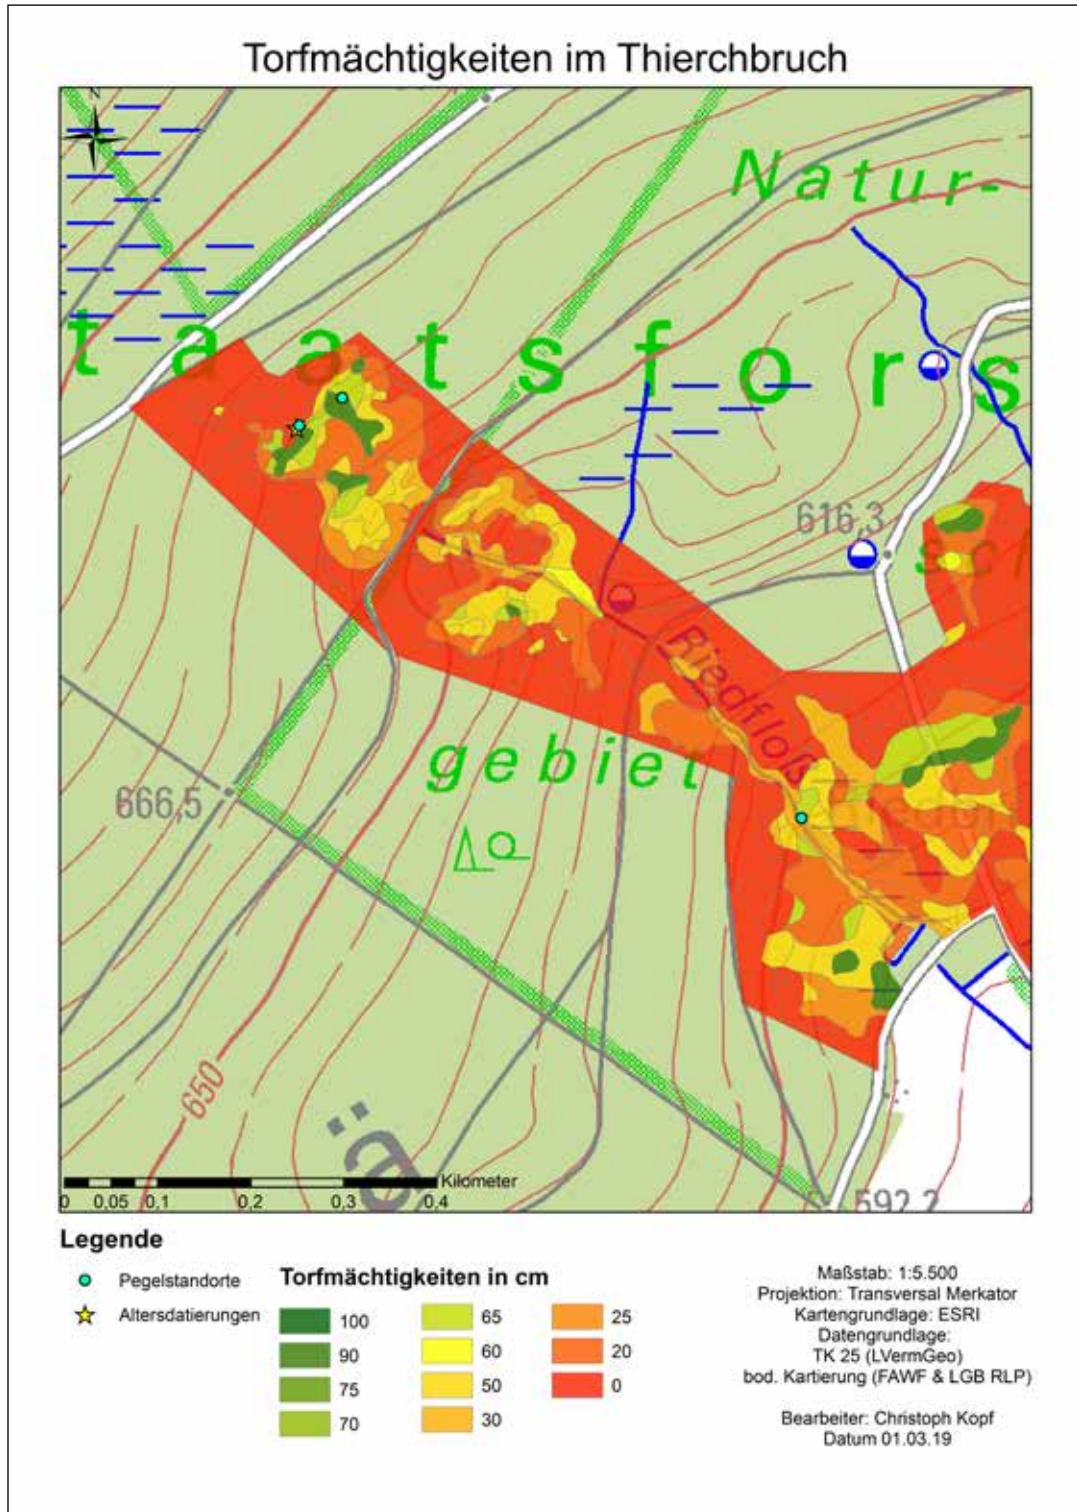 Torfmächtigkeiten im Thierchbruch
N
Natur-
taatsfors
616,3
sch
Riedfloß
gebiet
666,5
650
ä
592,2
Kilometer
0 0,05 0,1 0,2 0,3 0,4
Legende
Pegelstandorte
Altersdatierungen
Torfmächtigkeiten in cm
100
90
75
70
65
60
50
30
25
20
0
Maßstab: 1:5.500
Projektion: Transversal Merkator
Kartengrundlage: ESRI
Datengrundlage:
TK 25 (LVermGeo)
bod. Kartierung (FAWF & LGB RLP)
Bearbeiter: Christoph Kopf
Datum 01.03.19